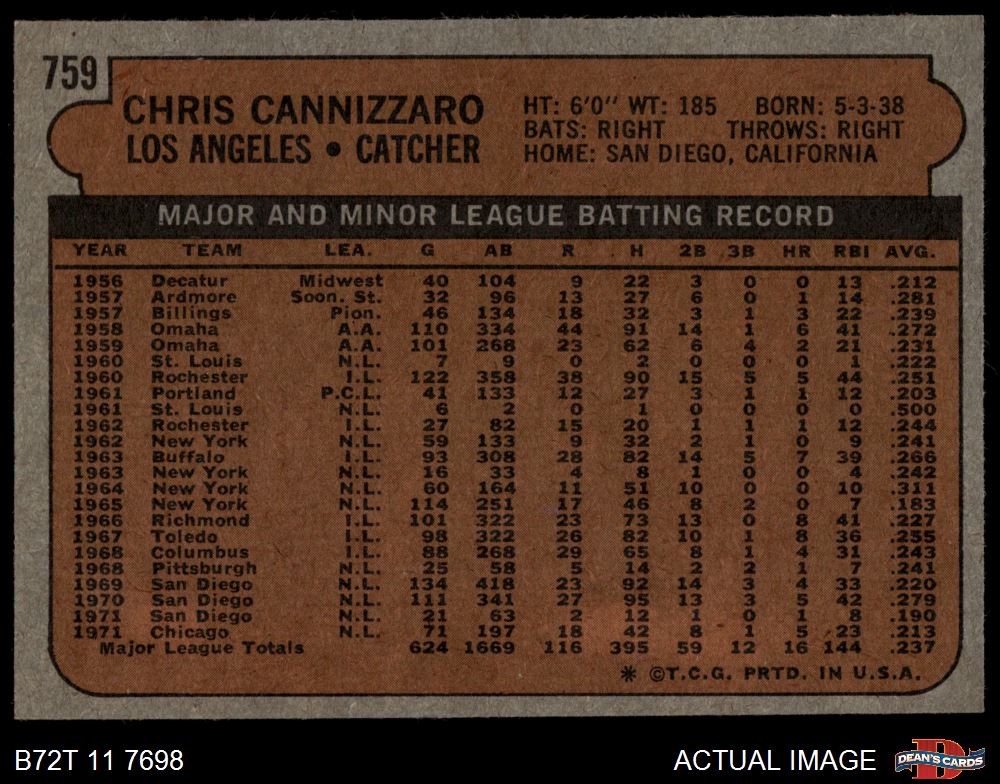 759
CHRIS CANNIZZARO
LOS ANGELES • CATCHER
HT: 6'0" WT: 185 BORN: 5-3-38
BATS: RIGHT THROWS: RIGHT
HOME: SAN DIEGO, CALIFORNIA
MAJOR AND MINOR LEAGUE BATTING RECORD
YEAR TEAM LEA. G AB R H 2B 3B HR RBI AVG.
1956 Decatur Midwest 40 104 9 22 3 0 0 13 .212
1957 Ardmore Soon. St. 32 96 13 27 6 0 1 14 .281
1957 Billings Pion. 46 134 18 32 3 1 3 22 .239
1958 Omaha A.A. 110 334 44 91 14 1 6 41 .272
1959 Omaha A.A. 101 268 23 62 6 4 2 21 .231
1960 St. Louis N.L. 7 9 0 2 0 0 0 1 .222
1960 Rochester I.L. 122 358 38 90 15 5 5 44 .251
1961 Portland P.C.L. 41 133 12 27 3 1 1 12 .203
1961 St. Louis N.L. 6 2 0 1 0 0 0 0 .500
1962 Rochester I.L. 27 82 15 20 1 1 1 12 .244
1962 New York N.L. 59 133 9 32 2 1 0 9 .241
1963 Buffalo I.L. 93 308 28 82 14 5 7 39 .266
1963 New York N.L. 16 33 4 8 1 0 0 4 .242
1964 New York N.L. 60 164 11 51 10 0 0 10 .311
1965 New York N.L. 114 251 17 46 8 2 0 7 .183
1966 Richmond I.L. 101 322 23 73 13 0 8 41 .227
1967 Toledo I.L. 98 322 26 82 10 1 8 36 .255
1968 Columbus I.L. 88 268 29 65 8 1 4 31 .243
1968 Pittsburgh N.L. 25 58 5 14 2 2 1 7 .241
1969 San Diego N.L. 134 418 23 92 14 3 4 33 .220
1970 San Diego N.L. 111 341 27 95 13 3 5 42 .279
1971 San Diego N.L. 21 63 2 12 1 0 1 8 .190
1971 Chicago N.L. 71 197 18 42 8 1 5 23 .213
Major League Totals 624 1669 116 395 59 12 16 144 .237
* ©T.C.G. PRTD. IN U.S.A.
B72T 11 7698
ACTUAL IMAGE
D
DEAN'S CARDS